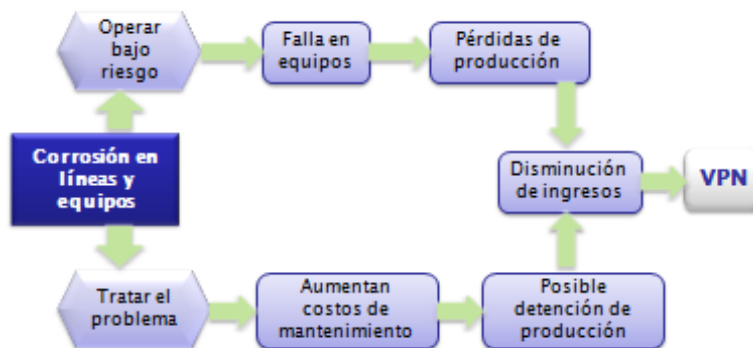 Operar
bajo
riesgo
Falla en
equipos
Pérdidas de
producción
Corrosión en
líneas y
equipos
Disminución
de ingresos
VPN
Tratar el
problema
Aumentan
costos de
mantenimiento
Posible
detención de
producción